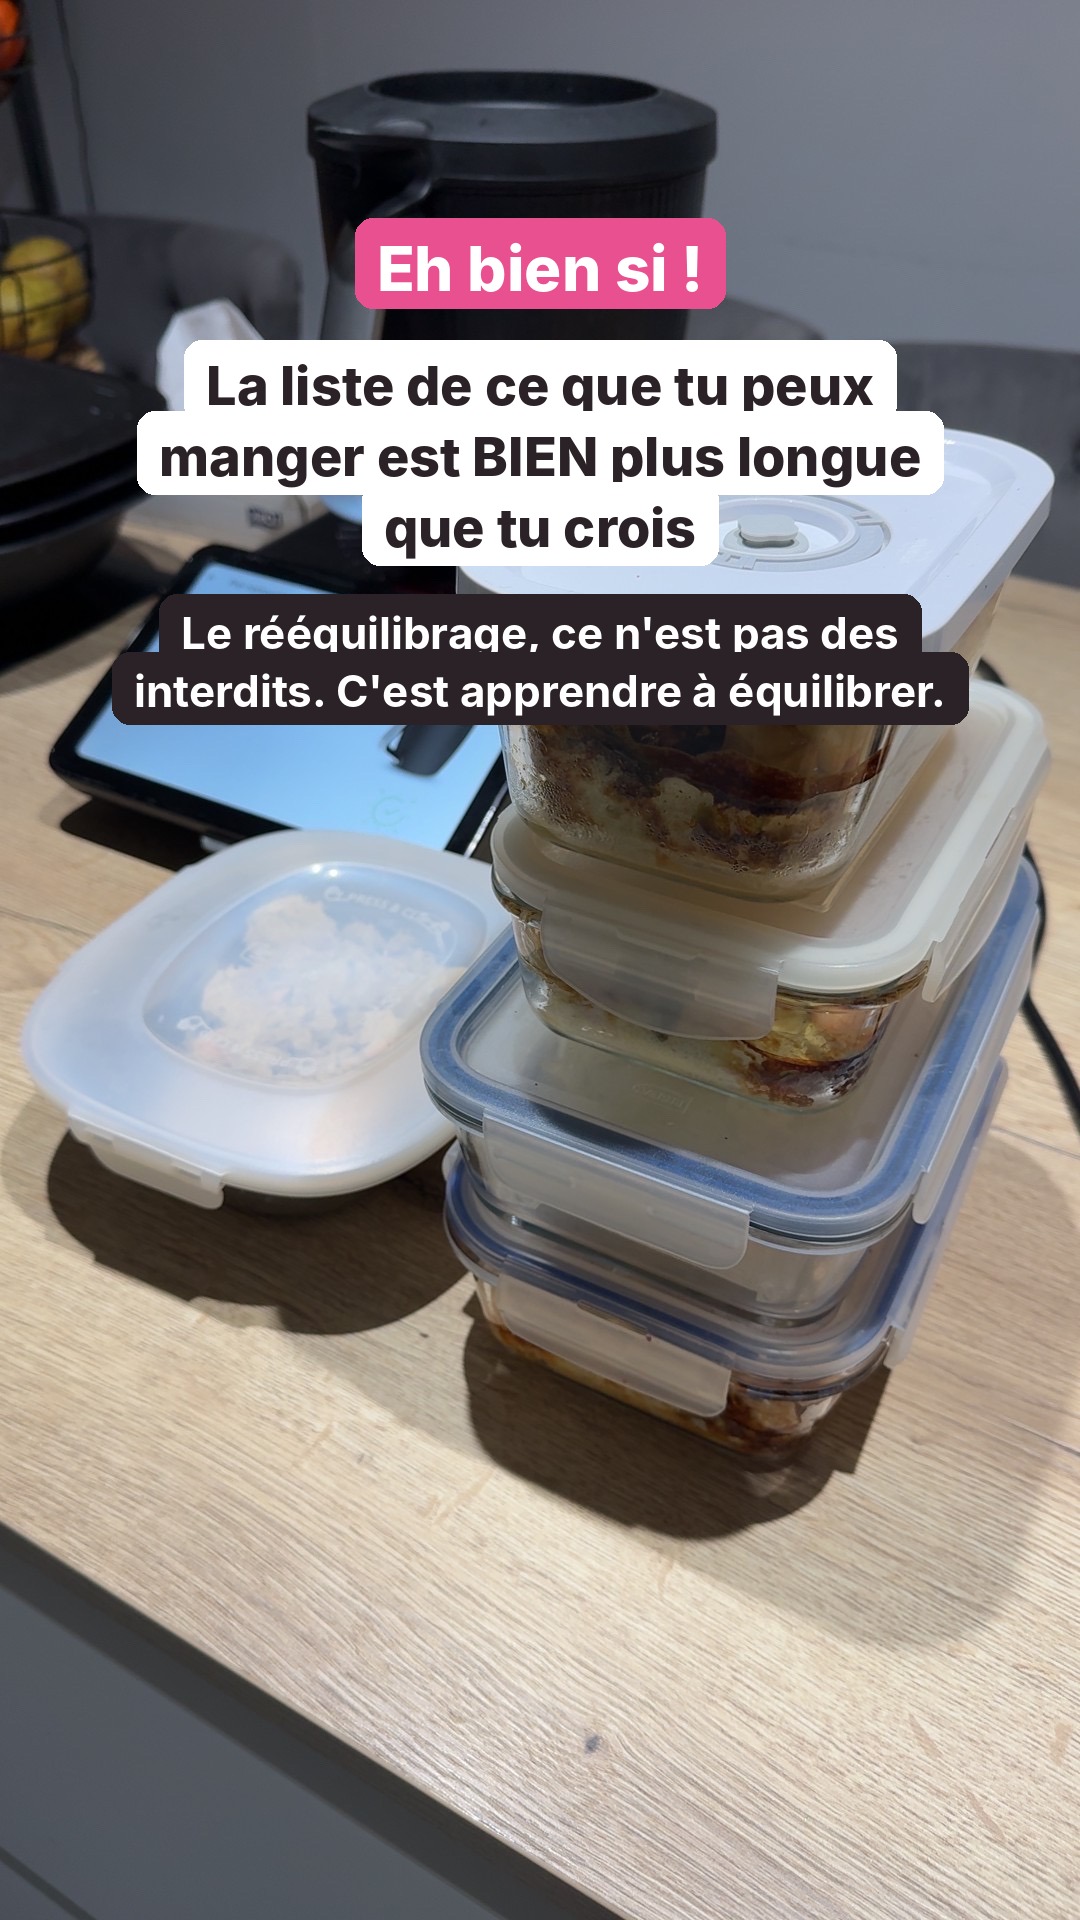 Eh bien si !
La liste de ce que tu peux
manger est BIEN plus longue
que tu crois
Le rééquilibrage, ce n'est pas des
interdits. C'est apprendre à équilibrer.